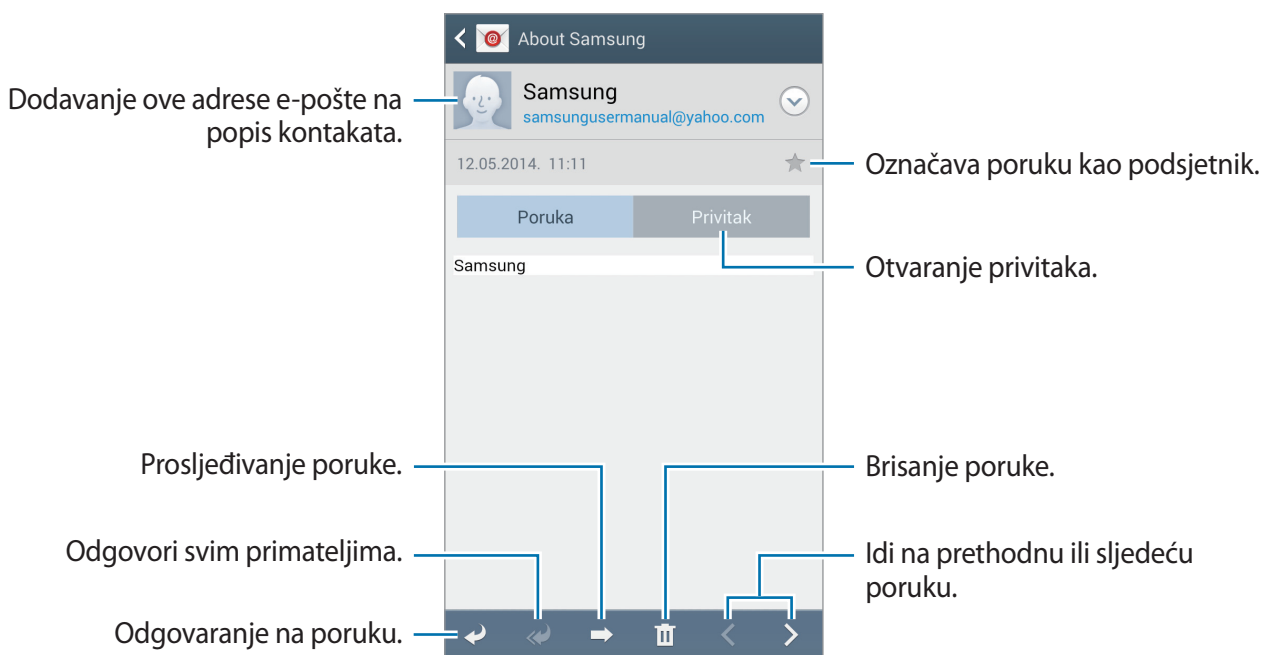 About Samsung
Dodavanje ove adrese e-pošte na
popis kontakata.
Samsung
samsungusermanual@yahoo.com
12.05.2014. 11:11
Označava poruku kao podsjetnik.
Poruka
Privitak
Samsung
Otvaranje privitaka.
Prosljeđivanje poruke.
Brisanje poruke.
Odgovori svim primateljima.
Idi na prethodnu ili sljedeću
poruku.
Odgovaranje na poruku.